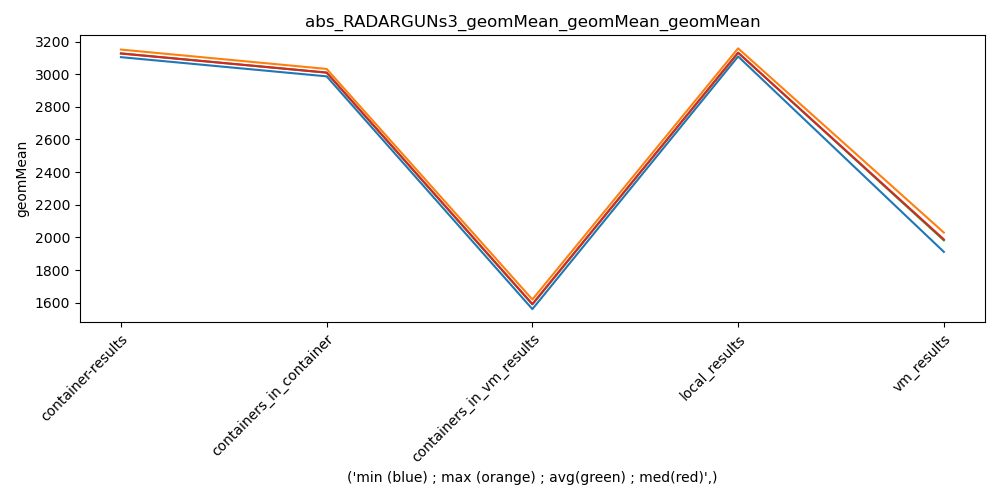 abs_RADARGUNs3_geomMean_geomMean_geomMean
3200
3000
2800
2600
2400
2200
2000
1800
1600
geomMean
container-results
containers_in_container
containers_in_vm_results
local_results
vm_results
('min (blue) ; max (orange) ; avg(green) ; med(red)',)